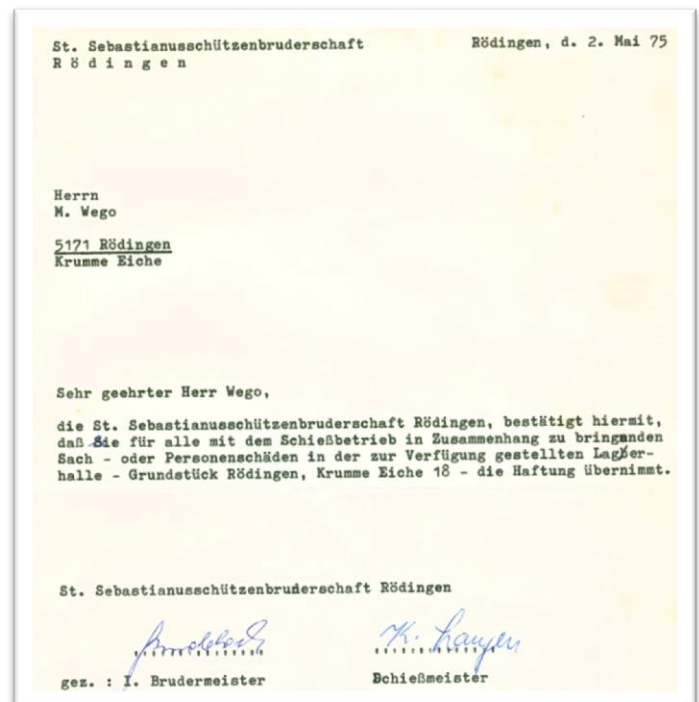 St. Sebastianusschützenbruderschaft Rödingen, d. 2. Mai 75
R ö d i n g e n
Herrn
M. Wego
5171 Rödingen
Krumme Eiche
Sehr geehrter Herr Wego,
die St. Sebastianusschützenbruderschaft Rödingen, bestätigt hiermit,
daß sie für alle mit dem Schießbetrieb in Zusammenhang zu bringenden
Sach - oder Personenschäden in der zur Verfügung gestellten Lager-
halle - Grundstück Rödingen, Krumme Eiche 18 - die Haftung übernimmt.
St. Sebastianusschützenbruderschaft Rödingen
K. Langen
gez. : I. Brudermeister Schießmeister